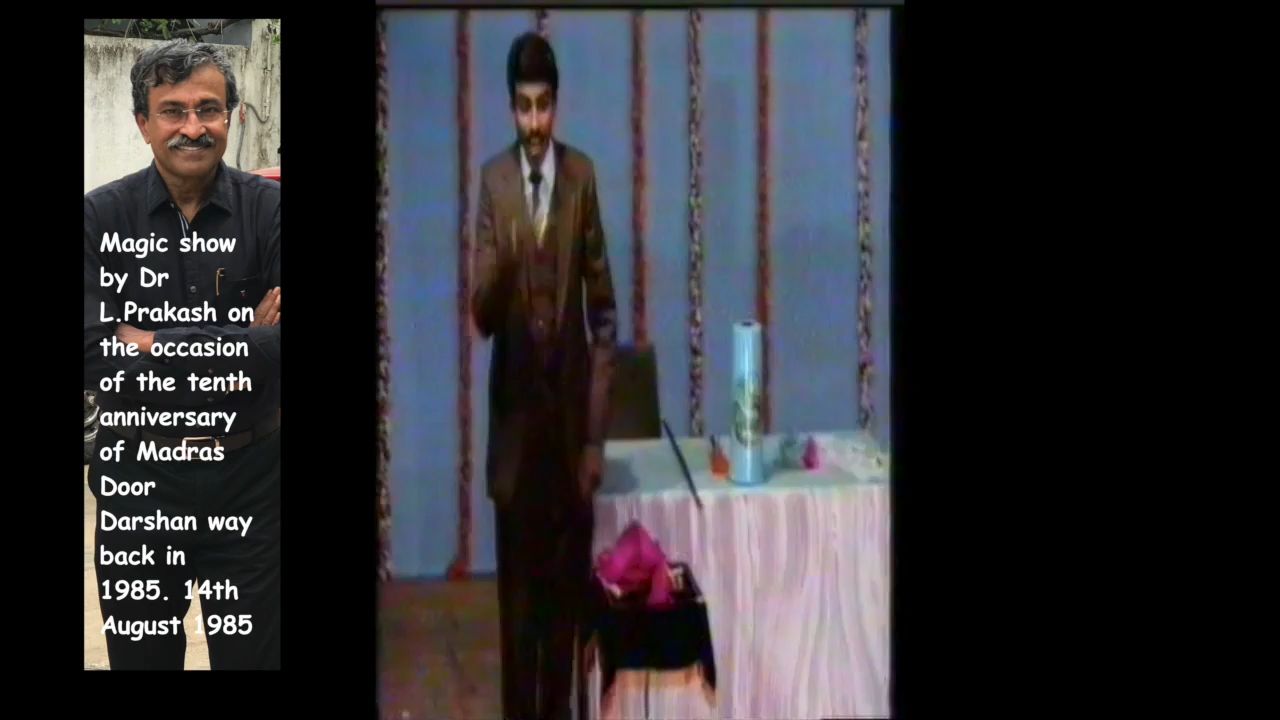 Magic show
by Dr
L.Prakash on
the occasion
of the tenth
anniversary
of Madras
Door
Darshan way
back in
1985. 14th
August 1985